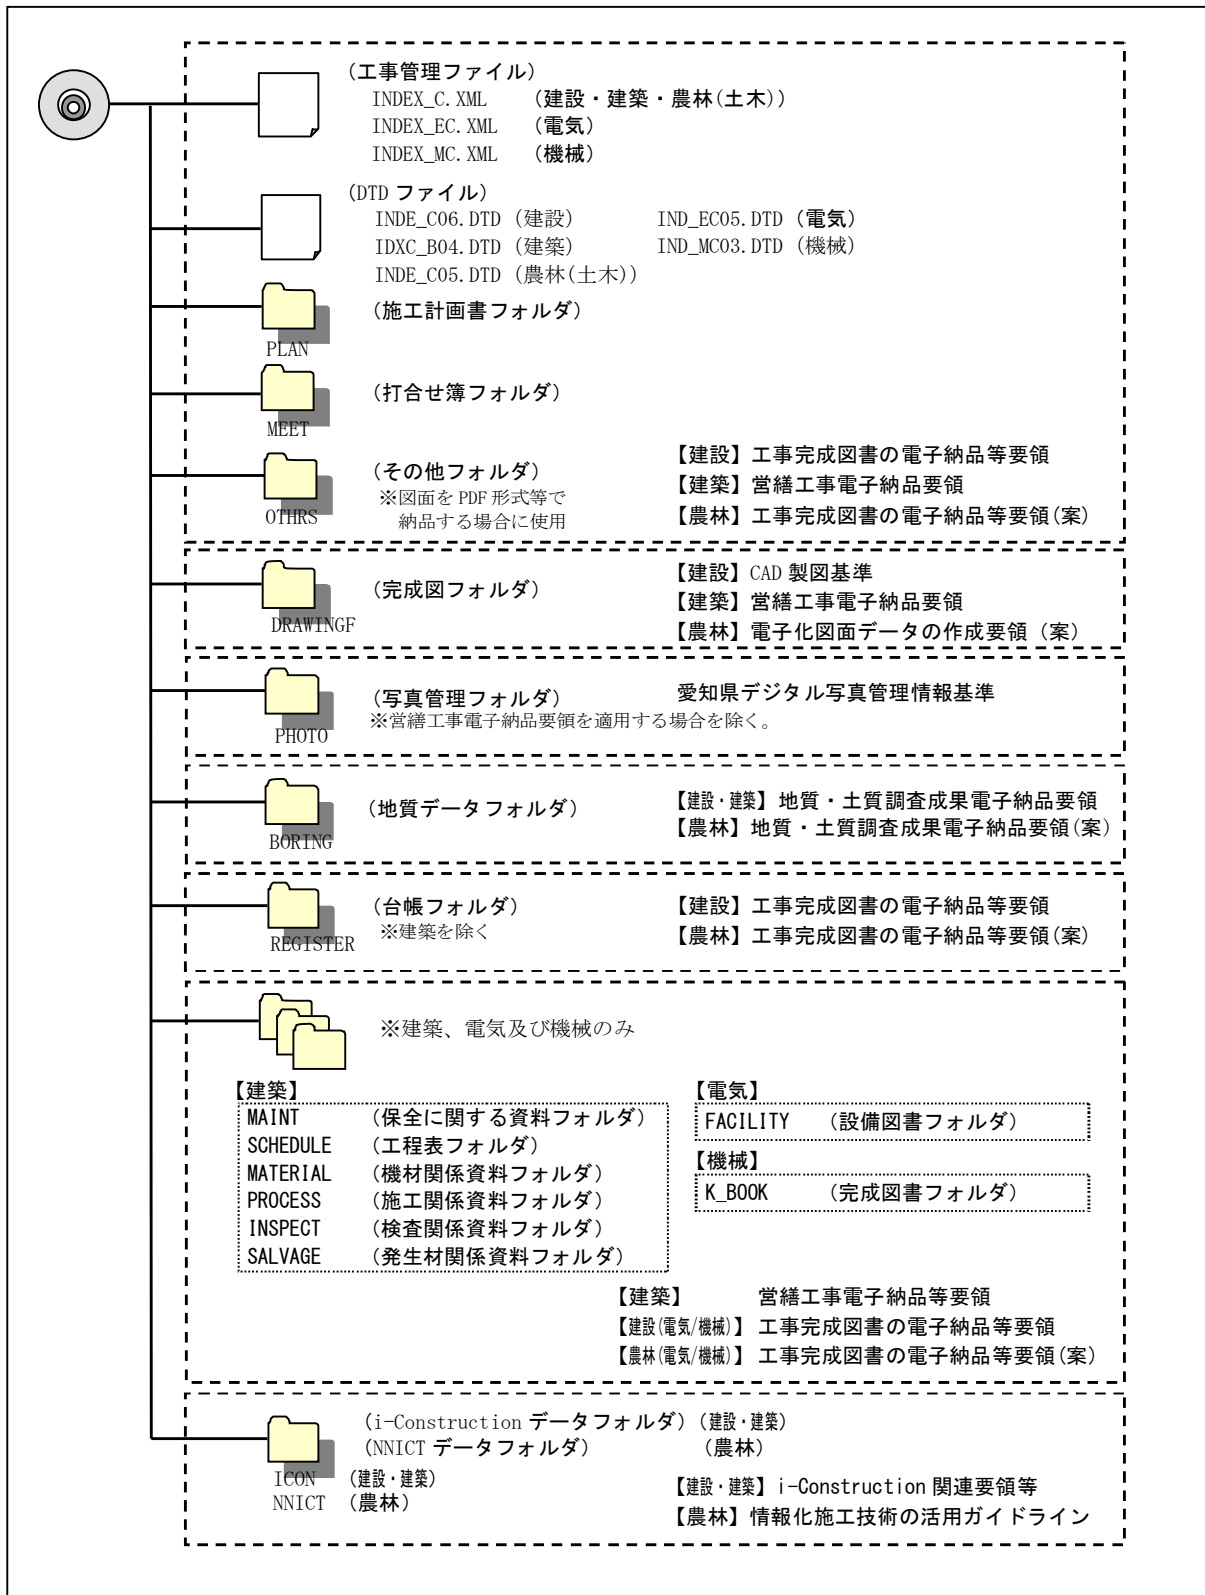 (工事管理ファイル)
INDEX_C.XML (建設・建築・農林(土木))
INDEX_EC.XML (電気)
INDEX_MC.XML (機械)
(DTD ファイル)
INDE_C06.DTD (建設) IND_EC05.DTD (電気)
IDXC_B04.DTD (建築) IND_MC03.DTD (機械)
INDE_C05.DTD (農林(土木))
(施工計画書フォルダ)
PLAN
(打合せ簿フォルダ)
MEET
【建設】工事完成図書の電子納品等要領
(その他フォルダ)
【建築】営繕工事電子納品要領
※図面を PDF 形式等で
納品する場合に使用
OTHRS
【農林】工事完成図書の電子納品等要領(案)
【建設】CAD 製図基準
(完成図フォルダ)
【建築】営繕工事電子納品要領
DRAWINGF
【農林】電子化図面データの作成要領(案)
(写真管理フォルダ) 愛知県デジタル写真管理情報基準
※営繕工事電子納品要領を適用する場合を除く。
PHOTO
(地質データフォルダ)
【建設・建築】地質・土質調査成果電子納品要領
【農林】地質・土質調査成果電子納品要領(案)
BORING
(台帳フォルダ) 【建設】工事完成図書の電子納品等要領
※建築を除く 【農林】工事完成図書の電子納品等要領(案)
REGISTER
※建築、電気及び機械のみ
【建築】
MAINT (保全に関する資料フォルダ)
SCHEDULE (工程表フォルダ)
MATERIAL (機材関係資料フォルダ)
PROCESS (施工関係資料フォルダ)
INSPECT (検査関係資料フォルダ)
SALVAGE (発生材関係資料フォルダ)
【電気】
FACILITY (設備図書フォルダ)
【機械】
K_BOOK (完成図書フォルダ)
【建築】 営繕工事電子納品等要領
【建設(電気/機械)】 工事完成図書の電子納品等要領
【農林(電気/機械)】 工事完成図書の電子納品等要領(案)
(i-Construction データフォルダ) (建設・建築)
(NNICT データフォルダ) (農林)
ICON (建設・建築)
NNICT (農林)
【建設・建築】i-Construction 関連要領等
【農林】情報化施工技術の活用ガイドライン